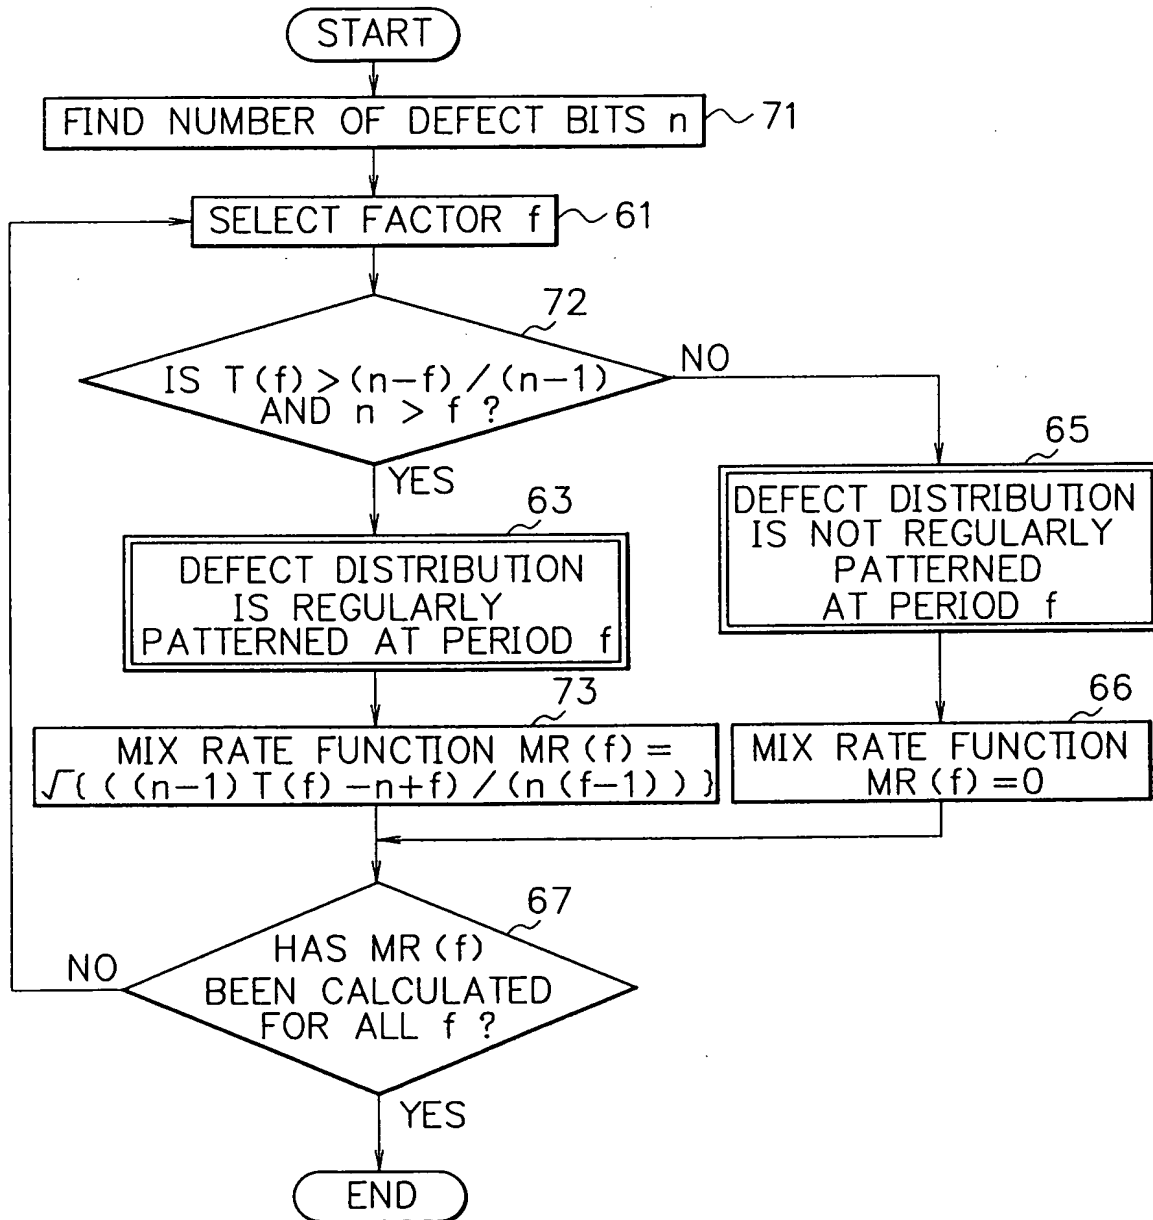 START
FIND NUMBER OF DEFECT BITS n
71
SELECT FACTOR f
61
72
IS T(f)>(n-f)/(n-1)
AND n > f ?
NO
YES
65
DEFECT DISTRIBUTION
IS NOT REGULARLY
PATTERNED
AT PERIOD f
63
DEFECT DISTRIBUTION
IS REGULARLY
PATTERNED AT PERIOD f
73
MIX RATE FUNCTION MR(f)=
√{((n-1)T(f)-n+f)/(n(f-1))}
66
MIX RATE FUNCTION
MR(f)=0
67
HAS MR(f)
BEEN CALCULATED
FOR ALL f ?
NO
YES
END